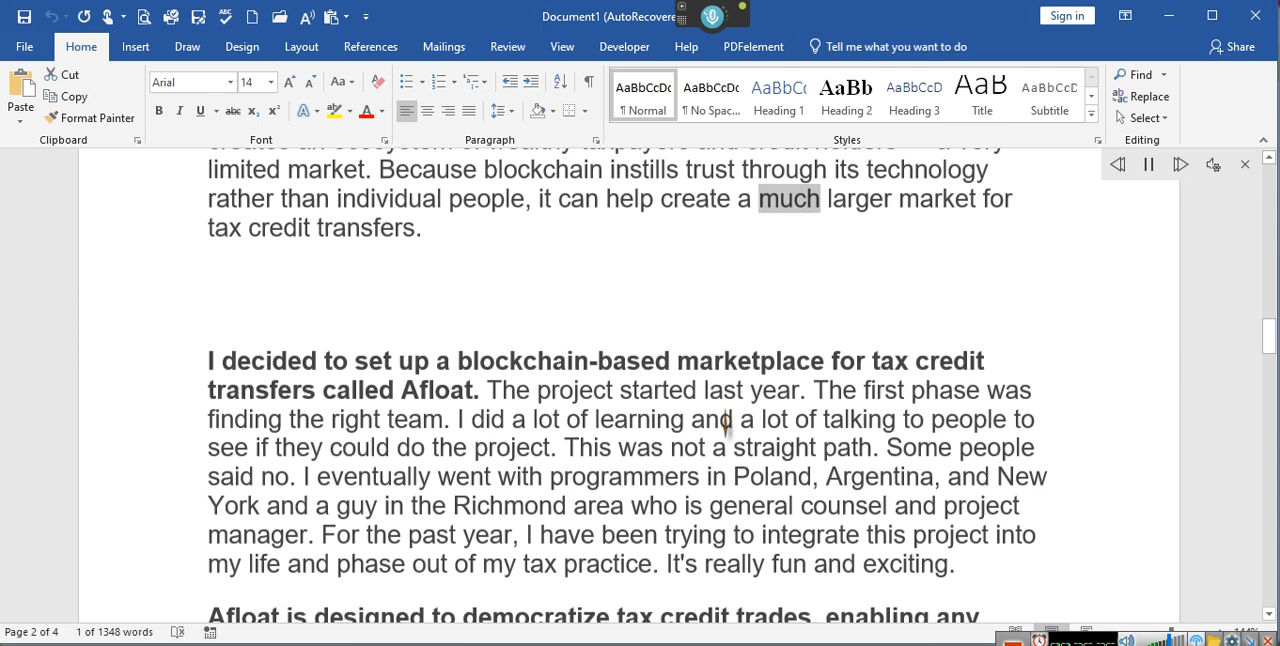 Document1 (AutoRecovere
Sign in
File Home Insert Draw Design Layout References Mailings Review View Developer Help PDFelement Tell me what you want to do Share
Paste
Cut
Copy
Format Painter
Clipboard
Arial 14 Aa
B I U abc x₂ x² A A
Font
Paragraph
AaBbCcDc AaBbCcDc AaBbCc AaBb AaBbCcD AaB AaBbCcD
¶ Normal ¶ No Spac... Heading 1 Heading 2 Heading 3 Title Subtitle
Styles
Find
Replace
Select
Editing
limited market. Because blockchain instills trust through its technology
rather than individual people, it can help create a much larger market for
tax credit transfers.
I decided to set up a blockchain-based marketplace for tax credit
transfers called Afloat. The project started last year. The first phase was
finding the right team. I did a lot of learning and a lot of talking to people to
see if they could do the project. This was not a straight path. Some people
said no. I eventually went with programmers in Poland, Argentina, and New
York and a guy in the Richmond area who is general counsel and project
manager. For the past year, I have been trying to integrate this project into
my life and phase out of my tax practice. It's really fun and exciting.
Afloat is designed to democratize tax credit trades, enabling any
Page 2 of 4 1 of 1348 words